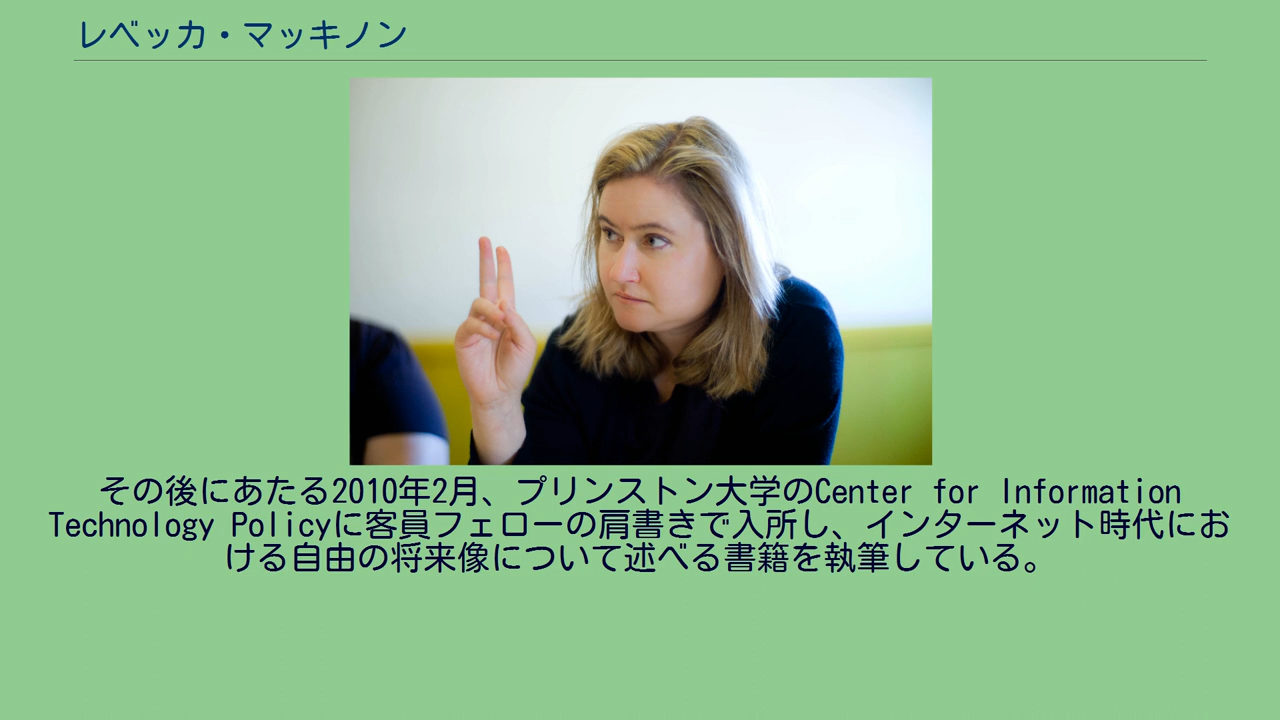 レベッカ・マッキノン
その後にあたる2010年2月、プリンストン大学のCenter for Information
Technology Policyに客員フェローの肩書きで入所し、インターネット時代にお
ける自由の将来像について述べる書籍を執筆している。